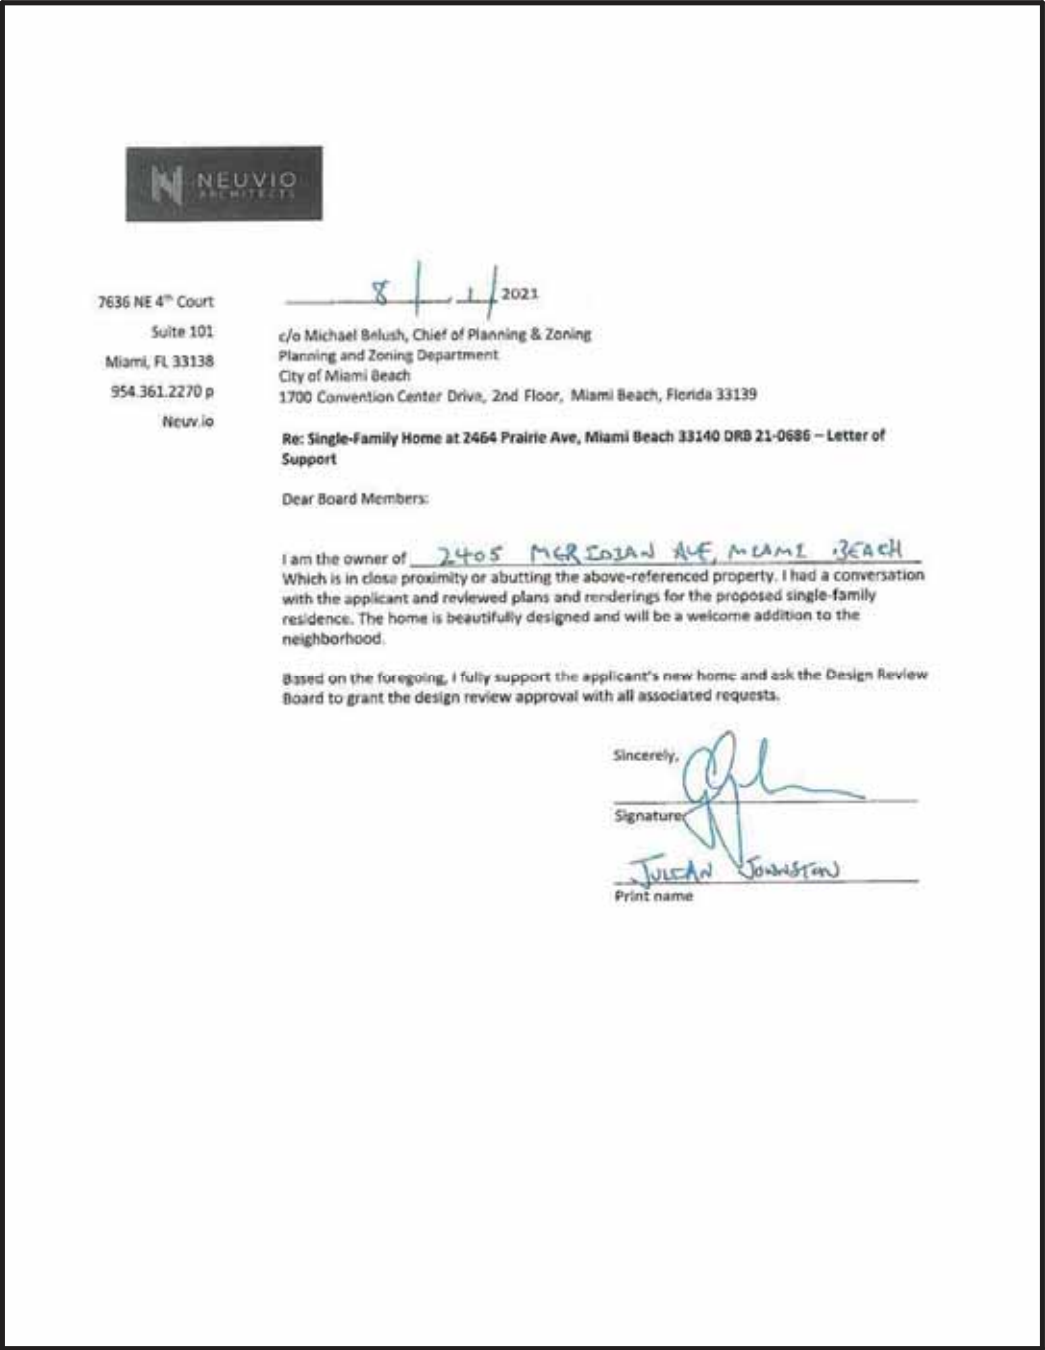 NEUVIO
ARCHITECTS
7636 NE 4th Court
Suite 101
Miami, FL 33138
954.361.2270 p
Neuv.io
8/1/2021
c/o Michael Belush, Chief of Planning & Zoning
Planning and Zoning Department
City of Miami Beach
1700 Convention Center Drive, 2nd Floor, Miami Beach, Florida 33139
Re: Single-Family Home at 2464 Prairie Ave, Miami Beach 33140 DRB 21-0686 – Letter of
Support
Dear Board Members:
I am the owner of 2405 MERIDIAN AVE, MIAMI BEACH
Which is in close proximity or abutting the above-referenced property. I had a conversation
with the applicant and reviewed plans and renderings for the proposed single-family
residence. The home is beautifully designed and will be a welcome addition to the
neighborhood.
Based on the foregoing, I fully support the applicant's new home and ask the Design Review
Board to grant the design review approval with all associated requests.
Sincerely,
Signature:
JULIAN JOHNSTON
Print name